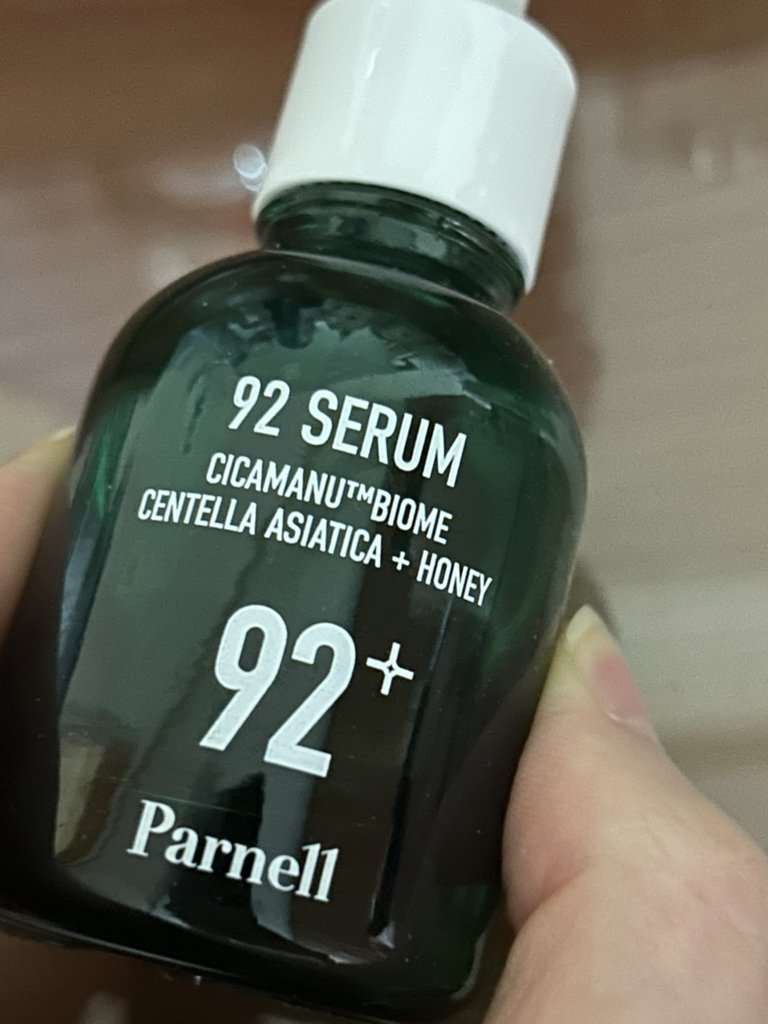 92 SERUM
CICAMANU™BIOME
CENTELLA ASIATICA + HONEY
92+
Parnell